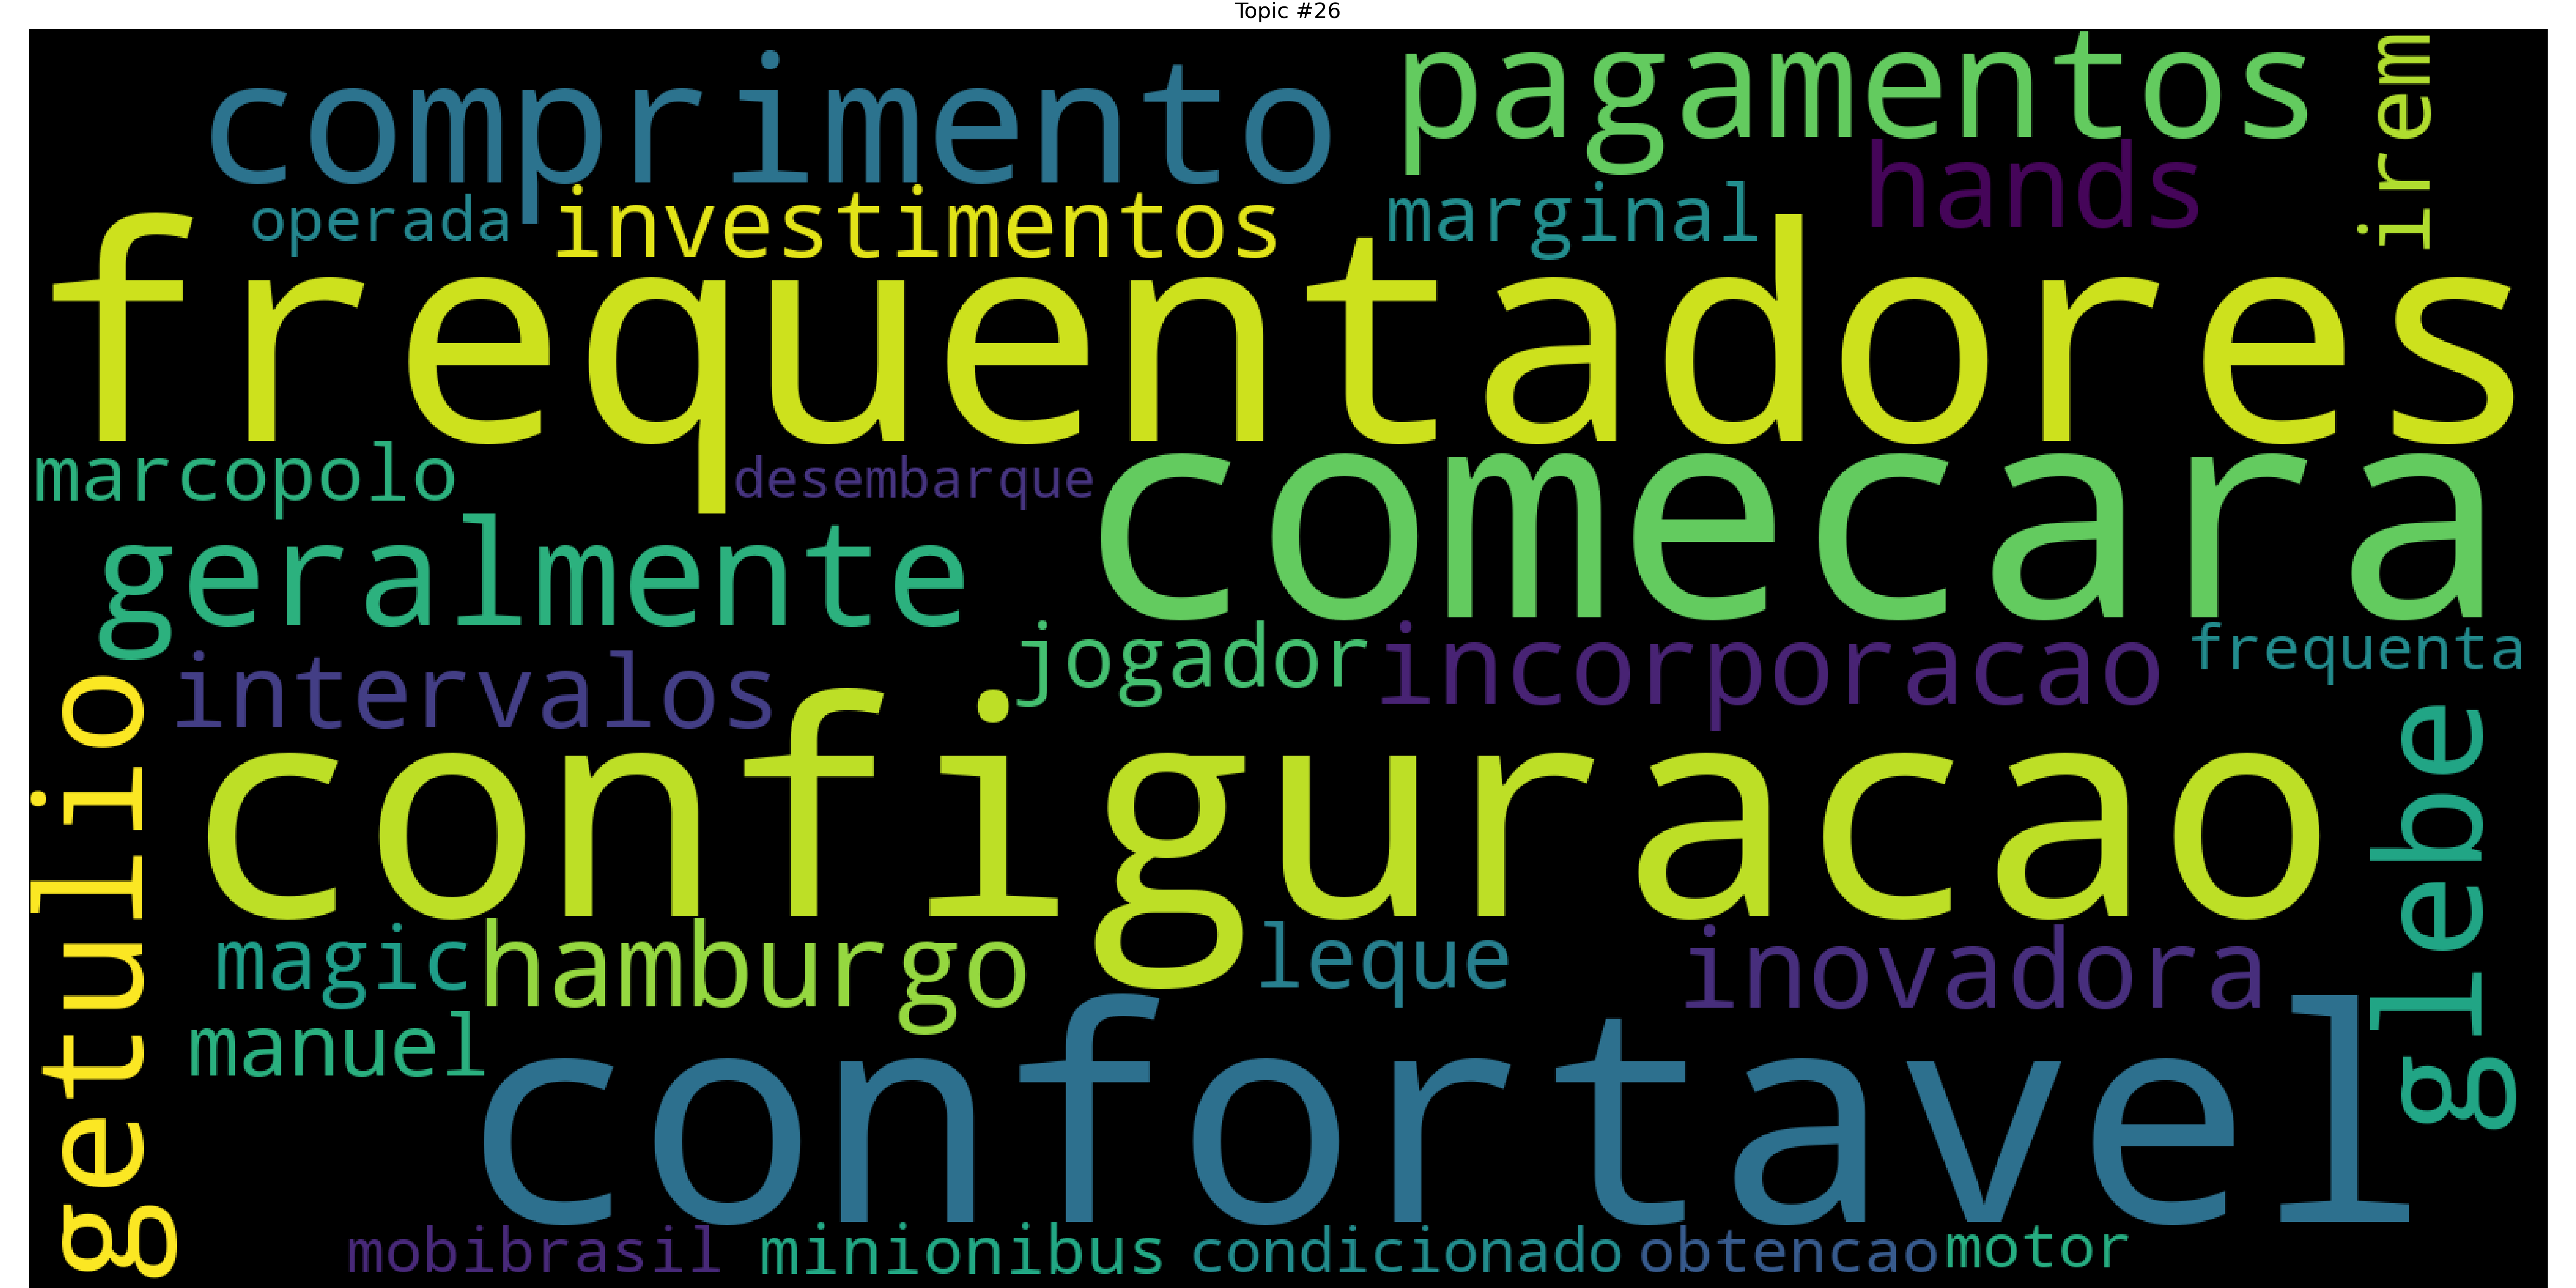 Topic #26
comprimento
pagamentos
irem
hands
operada
investimentos
marginal
frequentadores
marcopolo
desembarque
comecara
geralmente
jogador
incorporacao
frequenta
intervalos
getulio
configuracao
glebe
magic
hamburgo
leque
inovadora
manuel
confortavel
mobibrasil
minionibus
condicionado
obtencao
motor